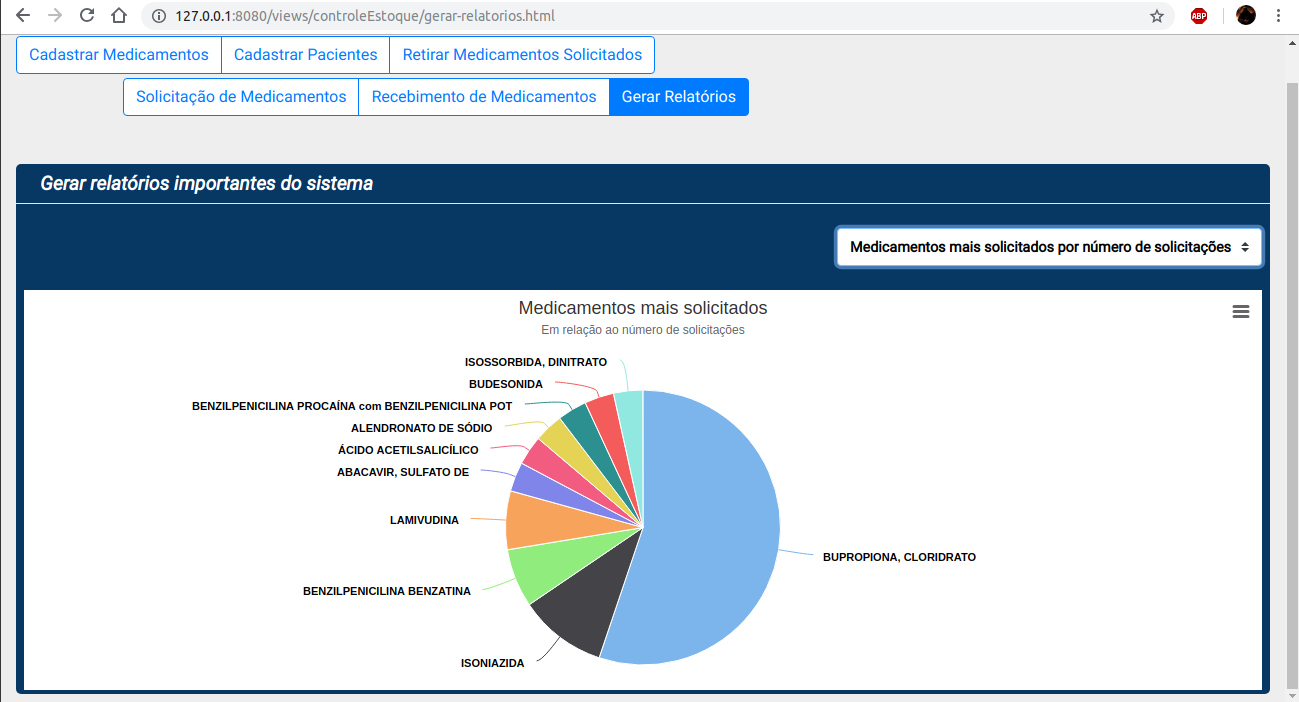 127.0.0.1:8080/views/controleEstoque/gerar-relatorios.html
ABP
Cadastrar Medicamentos
Cadastrar Pacientes
Retirar Medicamentos Solicitados
Solicitação de Medicamentos
Recebimento de Medicamentos
Gerar Relatórios
Gerar relatórios importantes do sistema
Medicamentos mais solicitados por número de solicitações
Medicamentos mais solicitados
Em relação ao número de solicitações
ISOSSORBIDA, DINITRATO
BUDESONIDA
BENZILPENICILINA PROCAÍNA com BENZILPENICILINA POT
ALENDRONATO DE SÓDIO
ÁCIDO ACETILSALICÍLICO
ABACAVIR, SULFATO DE
LAMIVUDINA
BUPROPIONA, CLORIDRATO
BENZILPENICILINA BENZATINA
ISONIAZIDA